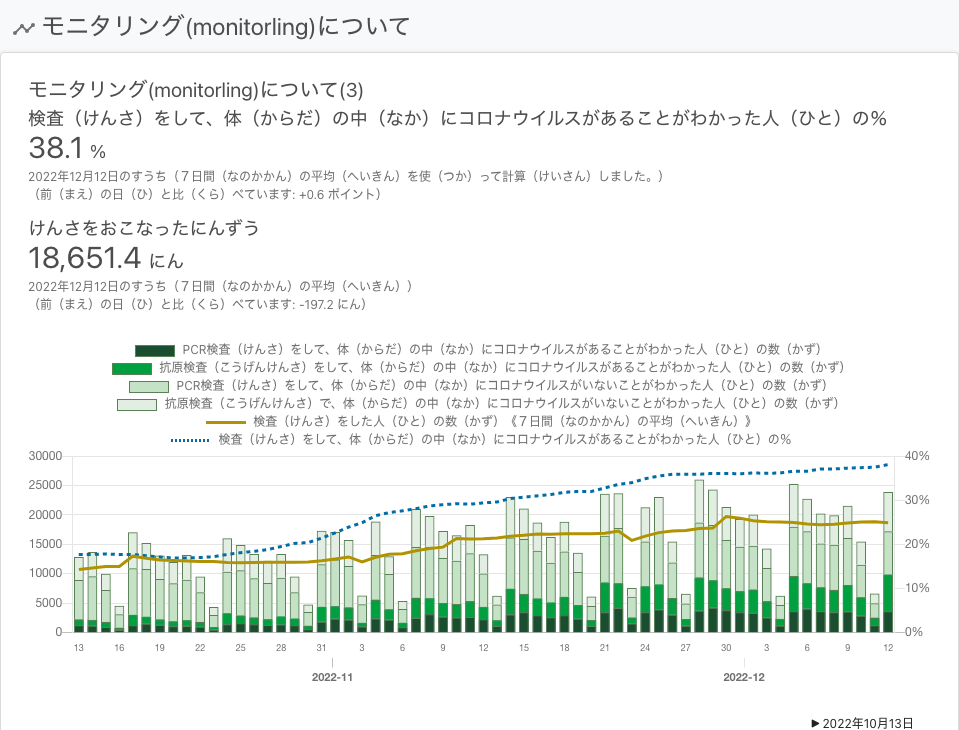 モニタリング(monitorling)について
モニタリング(monitorling)について(3)
検査（けんさ）をして、体（からだ）の中（なか）にコロナウイルスがあることがわかった人（ひと）の%
38.1 %
2022年12月12日のすうち（７日間（なのかかん）の平均（へいきん）を使（つか）って計算（けいさん）しました。）
（前（まえ）の日（ひ）と比（くら）べています: +0.6 ポイント）
けんさをおこなったにんずう
18,651.4 にん
2022年12月12日のすうち（７日間（なのかかん）の平均（へいきん））
（前（まえ）の日（ひ）と比（くら）べています: -197.2 にん）
PCR検査（けんさ）をして、体（からだ）の中（なか）にコロナウイルスがあることがわかった人（ひと）の数（かず）
抗原検査（こうげんけんさ）をして、体（からだ）の中（なか）にコロナウイルスがあることがわかった人（ひと）の数（かず）
PCR検査（けんさ）をして、体（からだ）の中（なか）にコロナウイルスがいないことがわかった人（ひと）の数（かず）
抗原検査（こうげんけんさ）で、体（からだ）の中（なか）にコロナウイルスがいないことがわかった人（ひと）の数（かず）
検査（けんさ）をした人（ひと）の数（かず）《７日間（なのかかん）の平均（へいきん）》
検査（けんさ）をして、体（からだ）の中（なか）にコロナウイルスがあることがわかった人（ひと）の%
30000 40%
25000
30%
20000
15000 20%
10000
10%
5000
0 0%
13 16 19 22 25 28 31 3 6 9 12 15 18 21 24 27 30 3 6 9 12
2022-11 2022-12
▶ 2022年10月13日